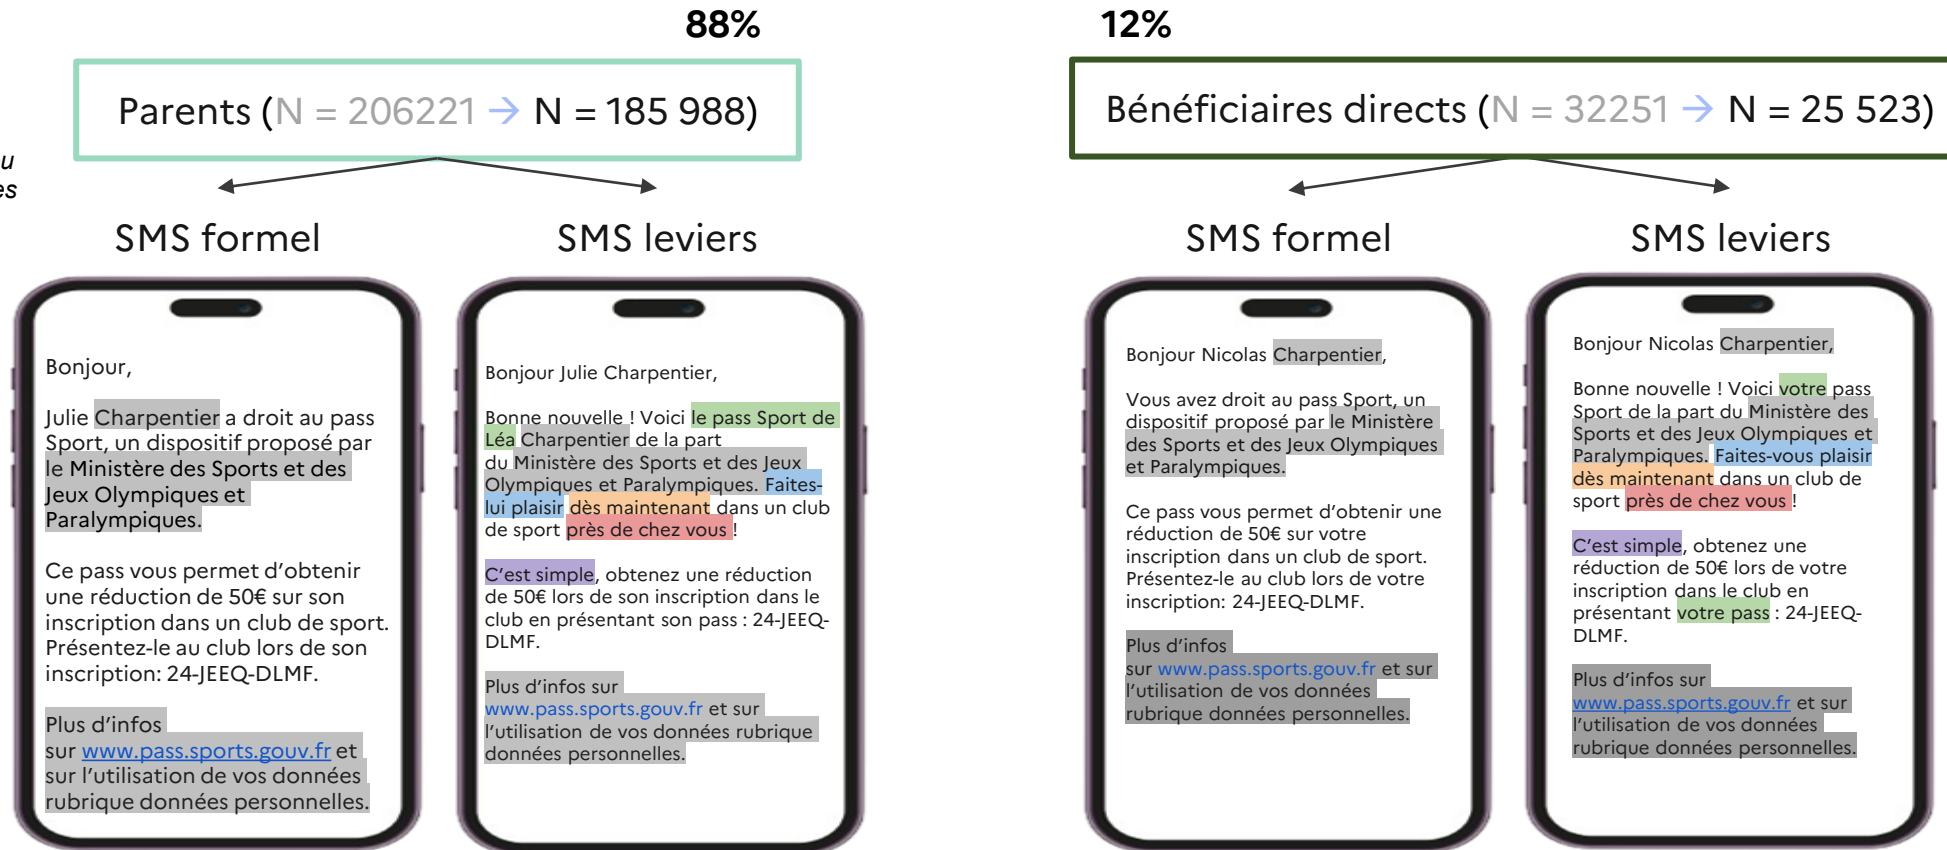 88%
12%
Parents (N = 206221 → N = 185 988)
Bénéficiaires directs (N = 32251 → N = 25 523)
u
es
SMS formel
SMS leviers
SMS formel
SMS leviers
Bonjour,
Julie Charpentier a droit au pass
Sport, un dispositif proposé par
le Ministère des Sports et des
Jeux Olympiques et
Paralympiques.
Ce pass vous permet d'obtenir
une réduction de 50€ sur son
inscription dans un club de sport.
Présentez-le au club lors de son
inscription: 24-JEEQ-DLMF.
Plus d'infos
sur www.pass.sports.gouv.fr et
sur l'utilisation de vos données
rubrique données personnelles.
Bonjour Julie Charpentier,
Bonne nouvelle ! Voici le pass Sport de
Léa Charpentier de la part
du Ministère des Sports et des Jeux
Olympiques et Paralympiques. Faites-
lui plaisir dès maintenant dans un club
de sport près de chez vous !
C'est simple, obtenez une réduction
de 50€ lors de son inscription dans le
club en présentant son pass : 24-JEEQ-
DLMF.
Plus d'infos sur
www.pass.sports.gouv.fr et sur
l'utilisation de vos données rubrique
données personnelles.
Bonjour Nicolas Charpentier,
Vous avez droit au pass Sport, un
dispositif proposé par le Ministère
des Sports et des Jeux Olympiques
et Paralympiques.
Ce pass vous permet d'obtenir une
réduction de 50€ sur votre
inscription dans un club de sport.
Présentez-le au club lors de votre
inscription: 24-JEEQ-DLMF.
Plus d'infos
sur www.pass.sports.gouv.fr et sur
l'utilisation de vos données
rubrique données personnelles.
Bonjour Nicolas Charpentier,
Bonne nouvelle ! Voici votre pass
Sport de la part du Ministère des
Sports et des Jeux Olympiques et
Paralympiques. Faites-vous plaisir
dès maintenant dans un club de
sport près de chez vous !
C'est simple, obtenez une
réduction de 50€ lors de votre
inscription dans le club en
présentant votre pass : 24-JEEQ-
DLMF.
Plus d'infos sur
www.pass.sports.gouv.fr et sur
l'utilisation de vos données
rubrique données personnelles.